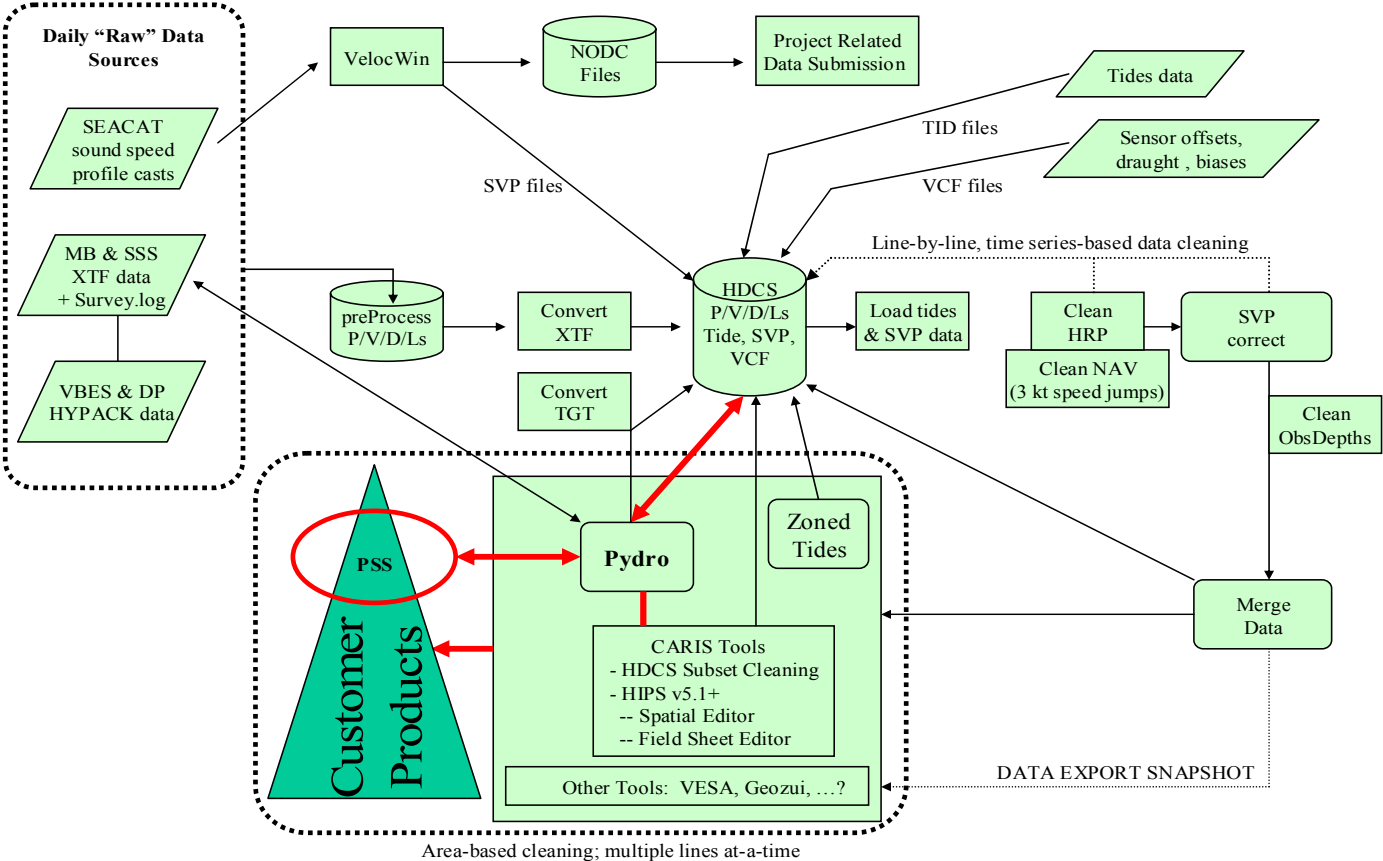 Daily “Raw” Data
Sources
SEACAT
sound speed
profile casts
MB & SSS
XTF data
+ Survey.log
VBES & DP
HYPACK data
VelocWin
NODC
Files
Project Related
Data Submission
Tides data
TID files
Sensor offsets,
draught , biases
VCF files
SVP files
Line-by-line, time series-based data cleaning
preProcess
P/V/D/Ls
Convert
XTF
Convert
TGT
HDCS
P/V/D/Ls
Tide, SVP,
VCF
Load tides
& SVP data
Clean
HRP
Clean NAV
(3 kt speed jumps)
SVP
correct
Clean
ObsDepths
Merge
Data
PSS
Customer
Products
Pydro
Zoned
Tides
CARIS Tools
- HDCS Subset Cleaning
- HIPS v5.1+
-- Spatial Editor
-- Field Sheet Editor
Other Tools:  VESA, Geozui, …?
DATA EXPORT SNAPSHOT
Area-based cleaning; multiple lines at-a-time